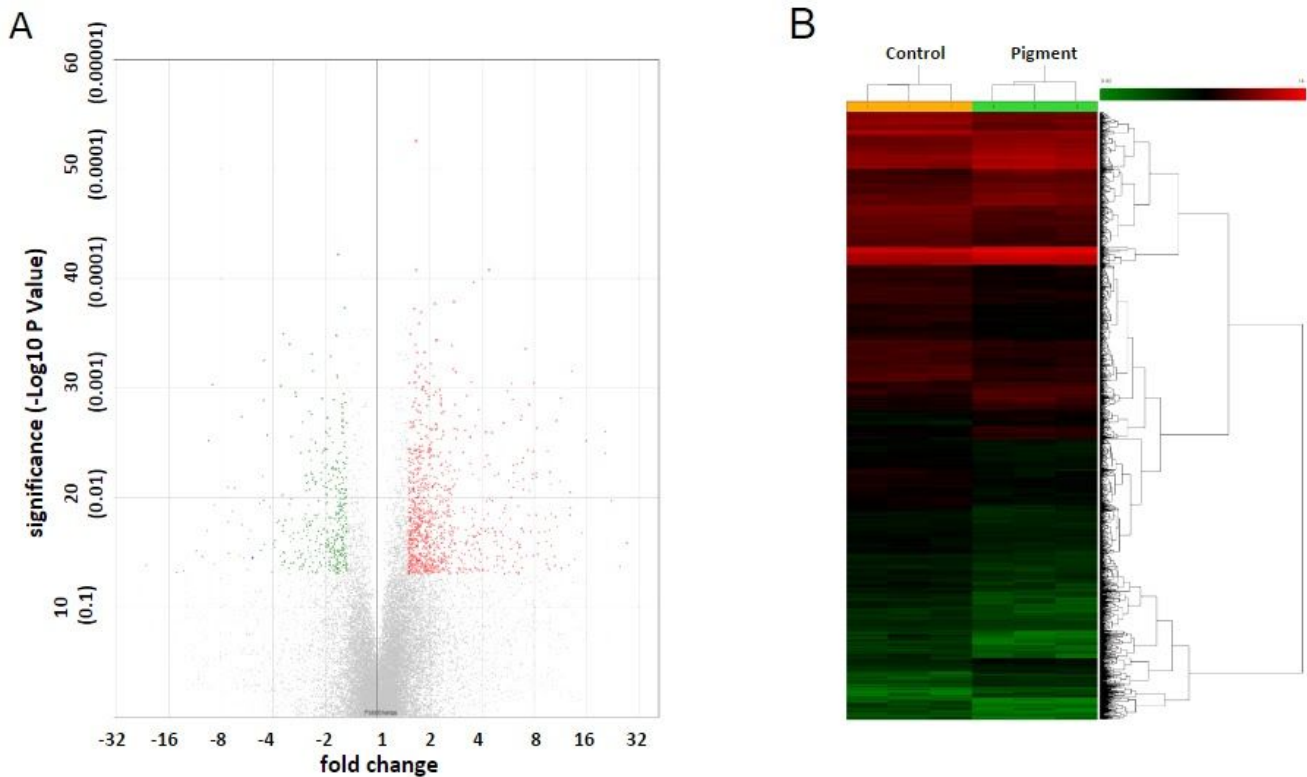 A
B
significance (-Log10 P Value)
60
(0.00001)
50
(0.0001)
40
(0.0001)
30
(0.001)
20
(0.01)
10
(0.1)
-32 -16 -8 -4 -2 1 2 4 8 16 32
fold change
Control Pigment